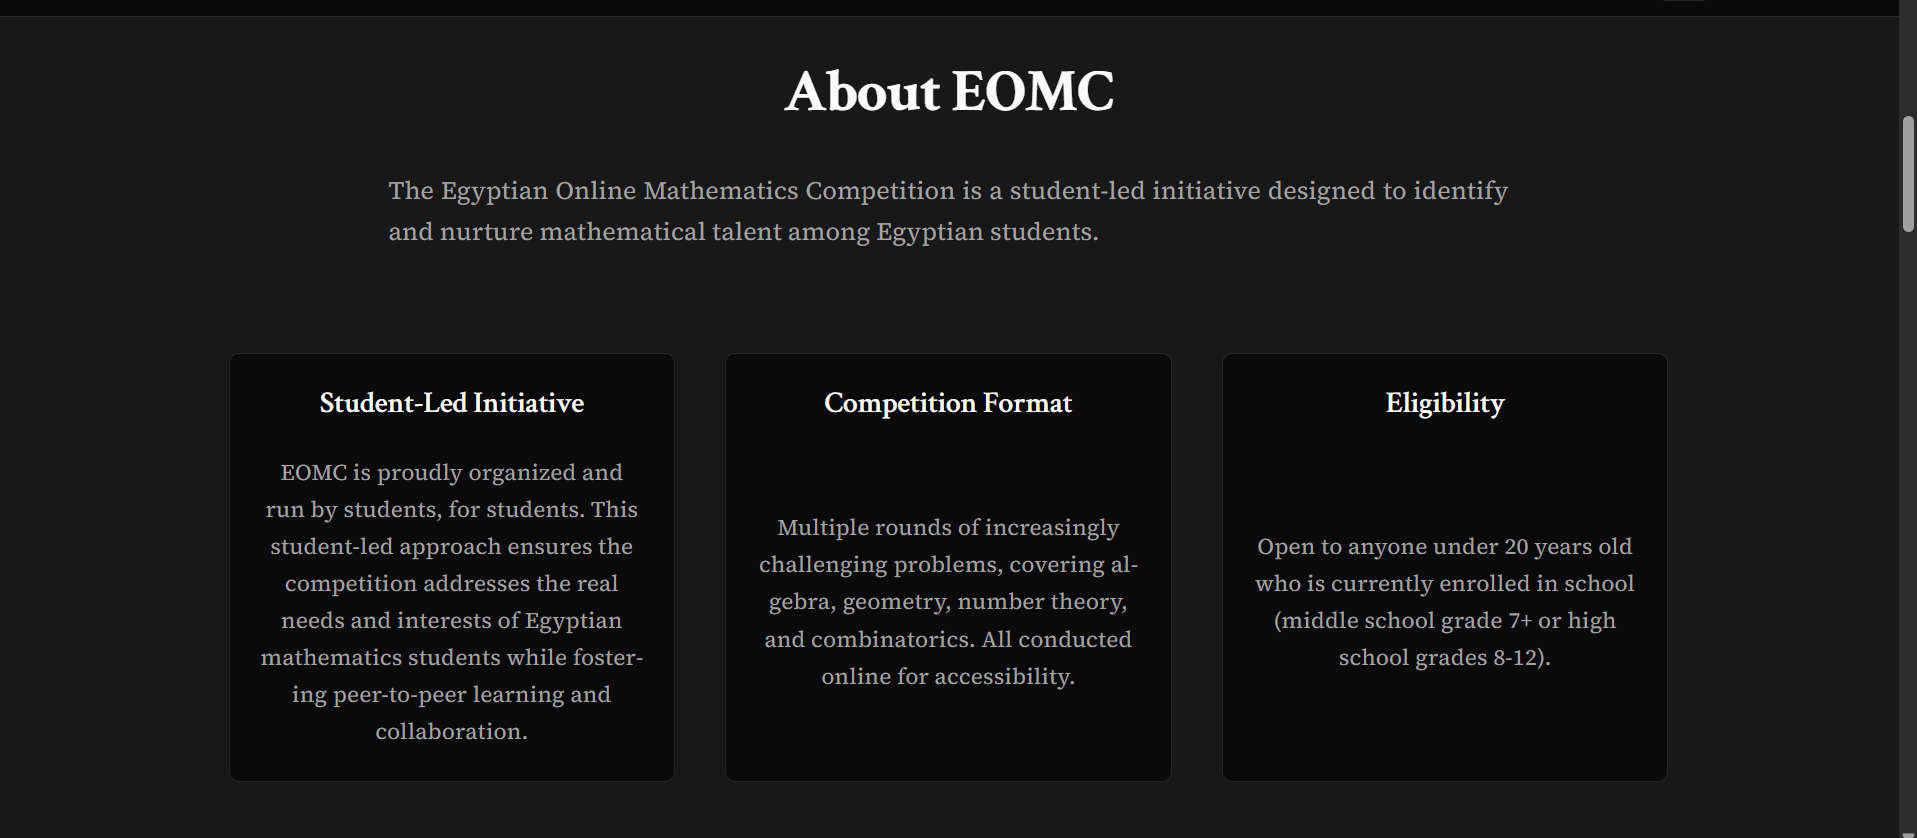 About EOMC
The Egyptian Online Mathematics Competition is a student-led initiative designed to identify
and nurture mathematical talent among Egyptian students.
Student-Led Initiative
EOMC is proudly organized and
run by students, for students. This
student-led approach ensures the
competition addresses the real
needs and interests of Egyptian
mathematics students while foster-
ing peer-to-peer learning and
collaboration.
Competition Format
Multiple rounds of increasingly
challenging problems, covering al-
gebra, geometry, number theory,
and combinatorics. All conducted
online for accessibility.
Eligibility
Open to anyone under 20 years old
who is currently enrolled in school
(middle school grade 7+ or high
school grades 8-12).